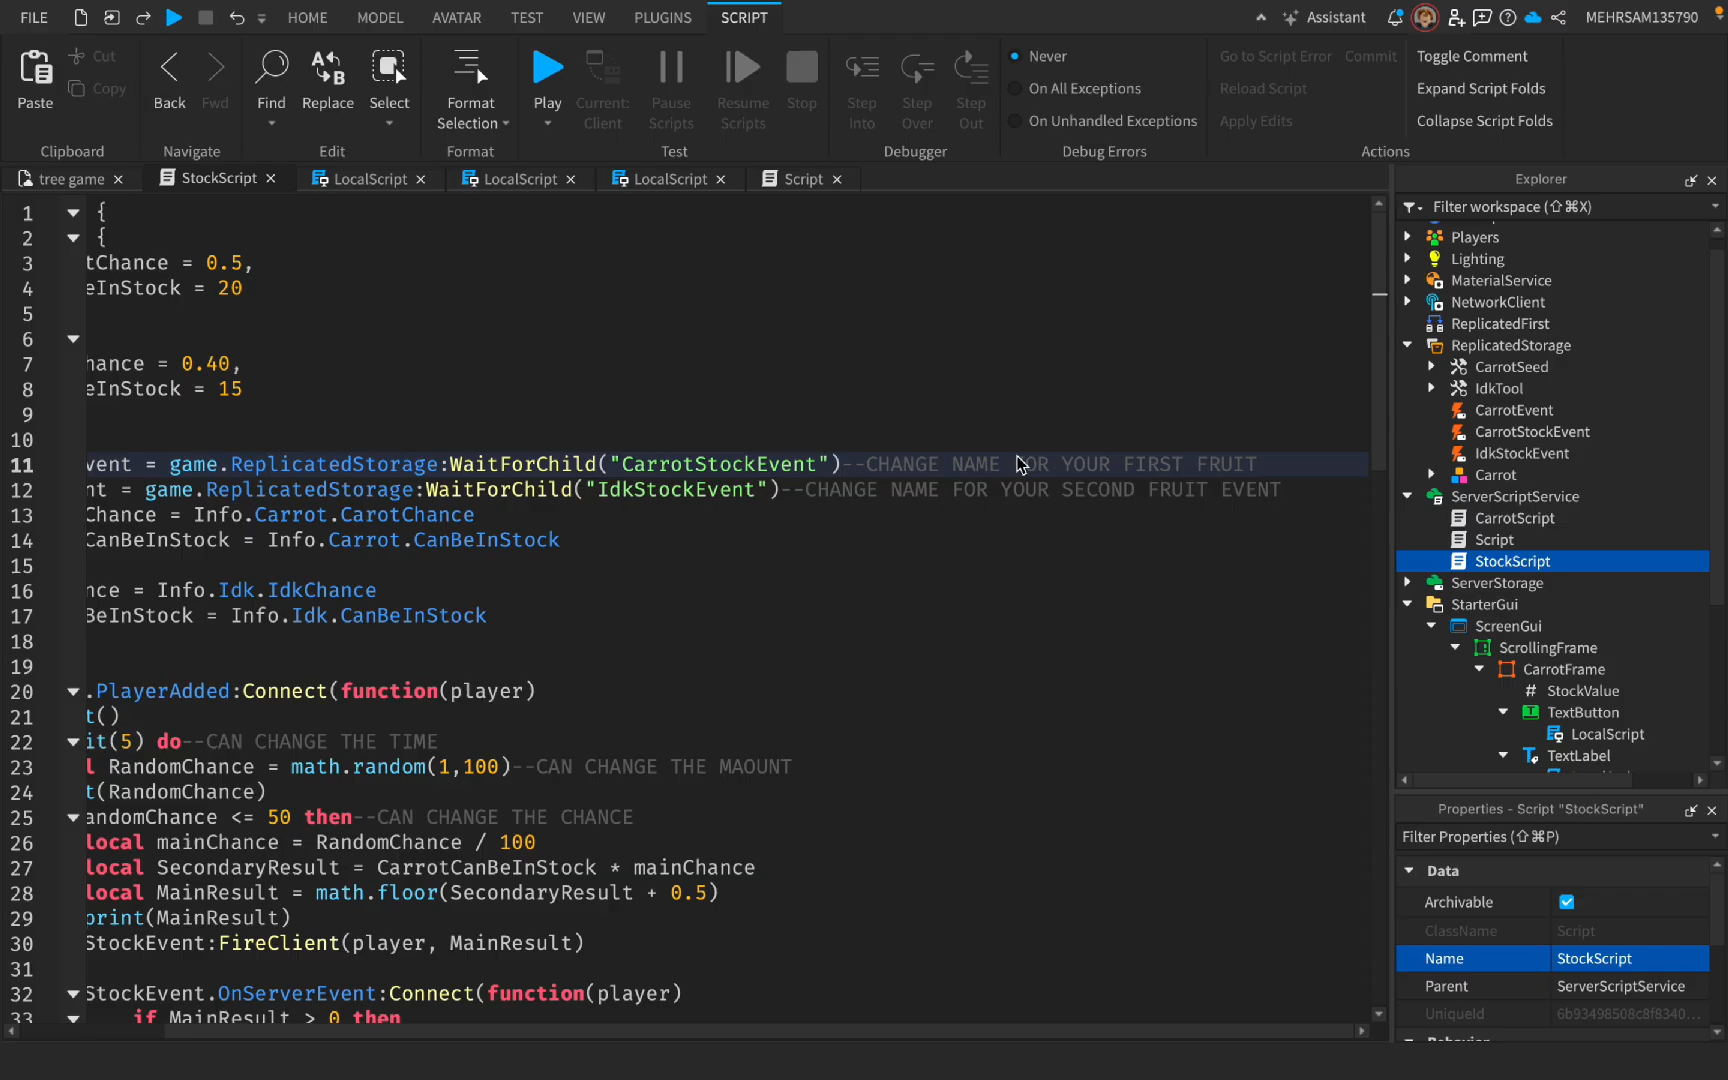 FILE HOME MODEL AVATAR TEST VIEW PLUGINS SCRIPT Assistant MEHRSAM135790
Paste Cut Copy Back Fwd Find Replace Select Format Selection Play Current: Client Pause Scripts Resume Scripts Stop Step Into Step Over Step Out
Never Go to Script Error Commit Toggle Comment
On All Exceptions Reload Script Expand Script Folds
On Unhandled Exceptions Apply Edits Collapse Script Folds
Clipboard Navigate Edit Format Test Debugger Debug Errors Actions
tree game StockScript LocalScript LocalScript LocalScript Script
1 {
2 {
3 tChance = 0.5,
4 eInStock = 20
5
6
7 hance = 0.40,
8 eInStock = 15
9
10
11 vent = game.ReplicatedStorage:WaitForChild("CarrotStockEvent")--CHANGE NAME FOR YOUR FIRST FRUIT
12 nt = game.ReplicatedStorage:WaitForChild("IdkStockEvent")--CHANGE NAME FOR YOUR SECOND FRUIT EVENT
13 Chance = Info.Carrot.CarotChance
14 CanBeInStock = Info.Carrot.CanBeInStock
15
16 nce = Info.Idk.IdkChance
17 BeInStock = Info.Idk.CanBeInStock
18
19
20 .PlayerAdded:Connect(function(player)
21 t()
22 it(5) do--CAN CHANGE THE TIME
23 l RandomChance = math.random(1,100)--CAN CHANGE THE MAOUNT
24 t(RandomChance)
25 andomChance <= 50 then--CAN CHANGE THE CHANCE
26 local mainChance = RandomChance / 100
27 local SecondaryResult = CarrotCanBeInStock * mainChance
28 local MainResult = math.floor(SecondaryResult + 0.5)
29 print(MainResult)
30 StockEvent:FireClient(player, MainResult)
31
32 StockEvent.OnServerEvent:Connect(function(player)
33 if MainResult > 0 then
Explorer
Filter workspace (⇧⌘X)
Players
Lighting
MaterialService
NetworkClient
ReplicatedFirst
ReplicatedStorage
CarrotSeed
IdkTool
CarrotEvent
CarrotStockEvent
IdkStockEvent
Carrot
ServerScriptService
CarrotScript
Script
StockScript
ServerStorage
StarterGui
ScreenGui
ScrollingFrame
CarrotFrame
# StockValue
TextButton
LocalScript
TextLabel
Properties - Script "StockScript"
Filter Properties (⇧⌘P)
Data
Archivable
ClassName Script
Name StockScript
Parent ServerScriptService
UniqueId 6b93498508c8f8340...